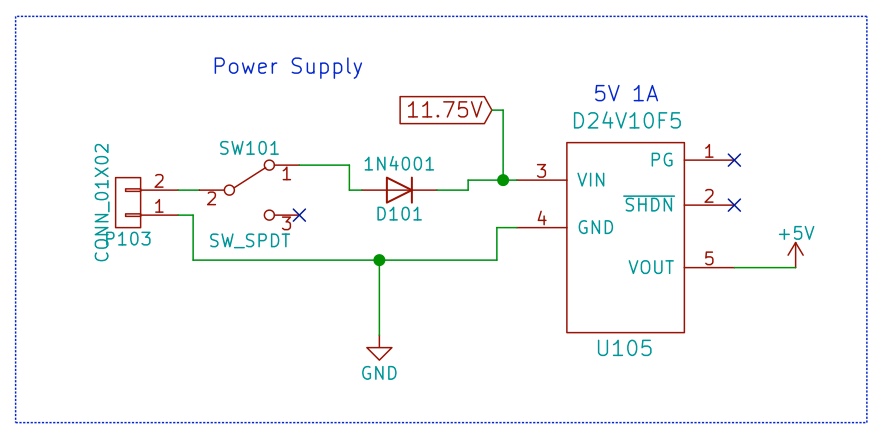 Power Supply
11.75V
5V 1A
D24V10F5
CONN_01X02
P103
2
1
SW101
1
2
3
SW_SPDT
1N4001
D101
3
VIN
4
GND
PG
1
SHDN
2
VOUT
5
+5V
U105
GND